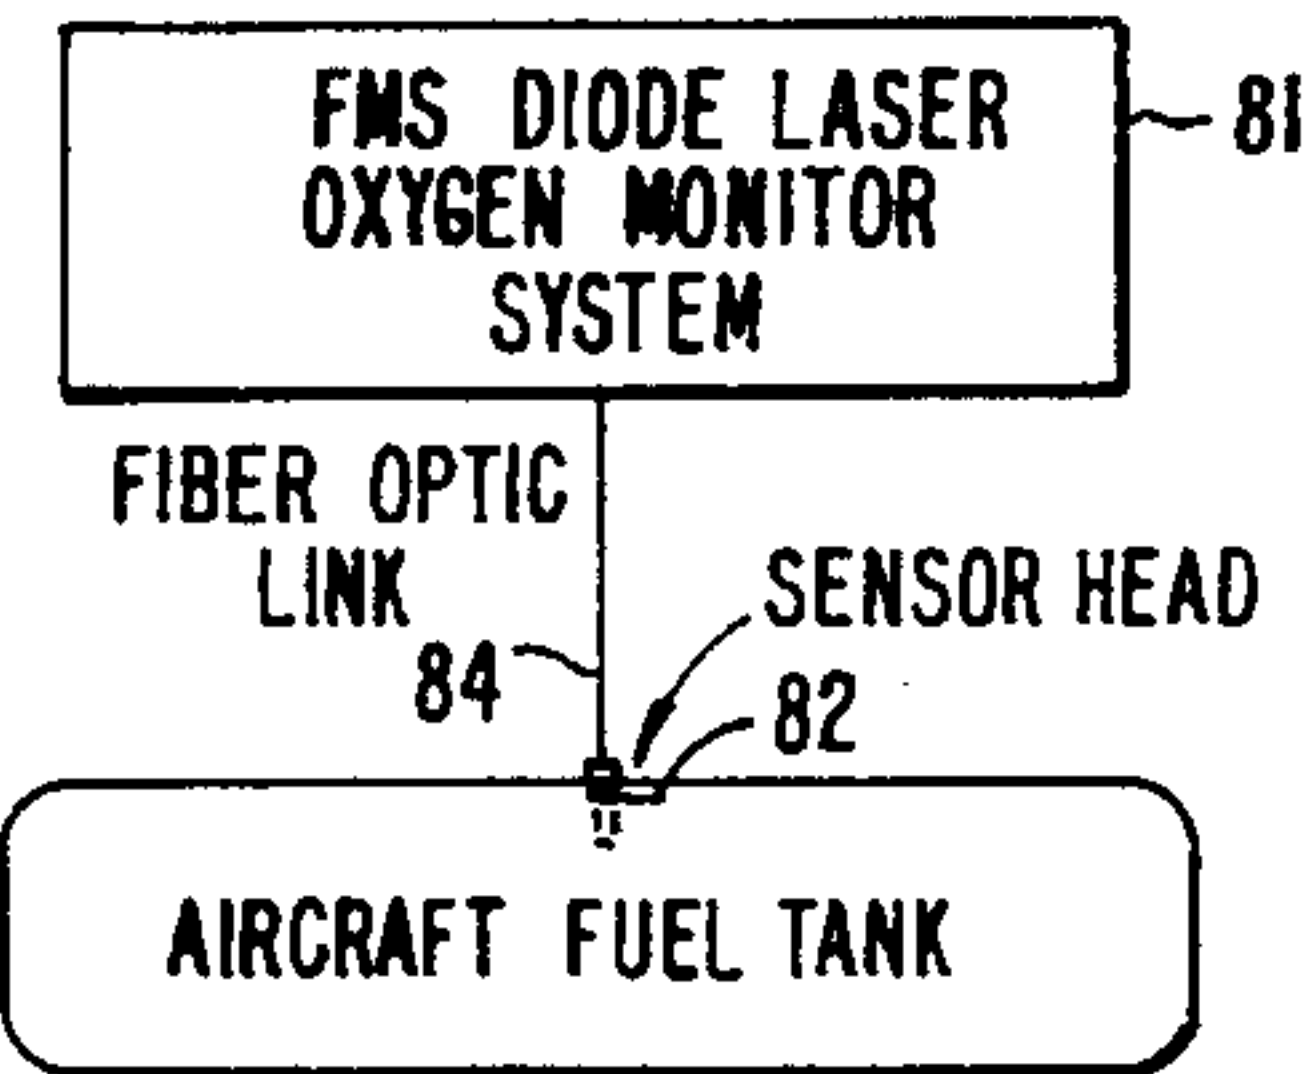 FMS DIODE LASER
OXYGEN MONITOR
SYSTEM
81
FIBER OPTIC
LINK
84
SENSOR HEAD
82
AIRCRAFT FUEL TANK